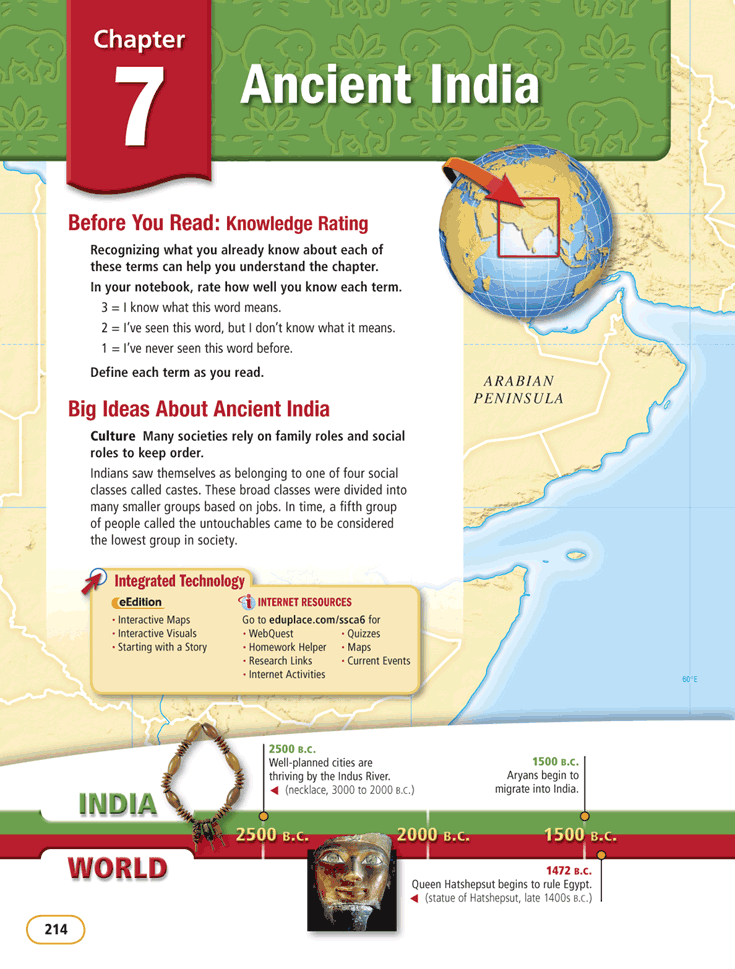 Chapter
7
Ancient India
Before You Read: Knowledge Rating
Recognizing what you already know about each of
these terms can help you understand the chapter.
In your notebook, rate how well you know each term.
3 = I know what this word means.
2 = I've seen this word, but I don't know what it means.
1 = I've never seen this word before.
Define each term as you read.
Big Ideas About Ancient India
Culture Many societies rely on family roles and social
roles to keep order.
Indians saw themselves as belonging to one of four social
classes called castes. These broad classes were divided into
many smaller groups based on jobs. In time, a fifth group
of people called the untouchables came to be considered
the lowest group in society.
ARABIAN
PENINSULA
Integrated Technology
eEdition
• Interactive Maps
• Interactive Visuals
• Starting with a Story
INTERNET RESOURCES
Go to eduplace.com/ssca6 for
• WebQuest
• Homework Helper
• Research Links
• Internet Activities
• Quizzes
• Maps
• Current Events
60°E
2500 B.C.
Well-planned cities are
thriving by the Indus River.
◀ (necklace, 3000 to 2000 B.C.)
1500 B.C.
Aryans begin to
migrate into India.
INDIA
2500 B.C.
2000 B.C.
1500 B.C.
WORLD
1472 B.C.
Queen Hatshepsut begins to rule Egypt.
◀ (statue of Hatshepsut, late 1400s B.C.)
214